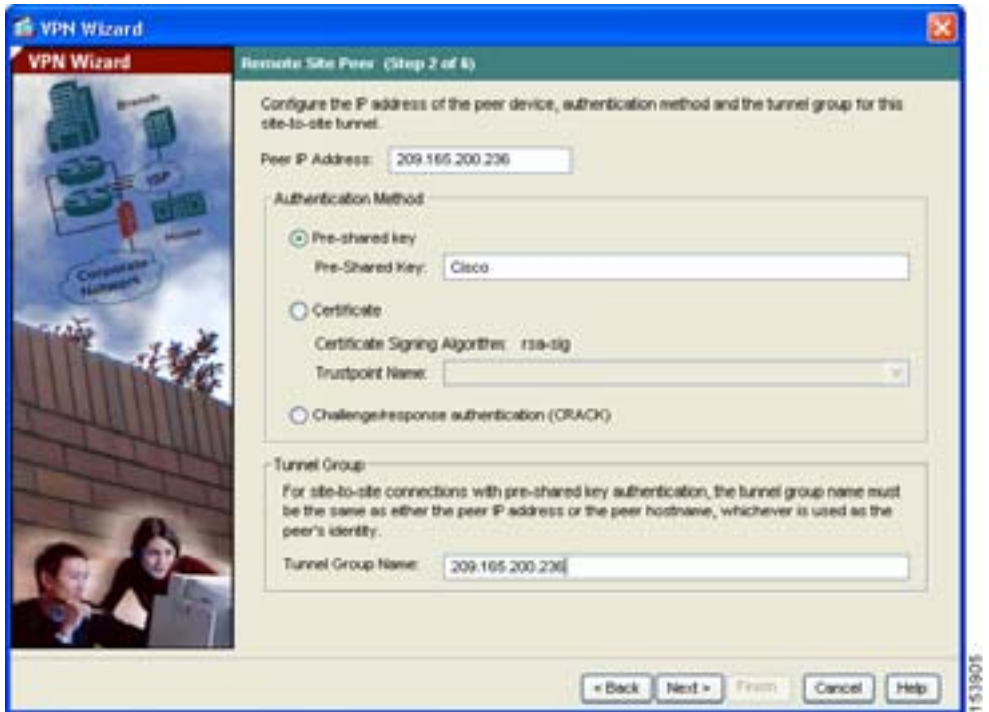 VPN Wizard
VPN Wizard
Branch
ISP
Home
Corporate
Network
Remote Site Peer (Step 2 of 6)
Configure the IP address of the peer device, authentication method and the tunnel group for this
site-to-site tunnel.
Peer IP Address: 209.165.200.236
Authentication Method
Pre-shared key
Pre-Shared Key: Cisco
Certificate
Certificate Signing Algorithm: rsa-sig
Trustpoint Name:
Challenge/response authentication (CRACK)
Tunnel Group
For site-to-site connections with pre-shared key authentication, the tunnel group name must
be the same as either the peer IP address or the peer hostname, whichever is used as the
peer's identity.
Tunnel Group Name: 209.165.200.236
< Back Next > Finish Cancel Help
153905